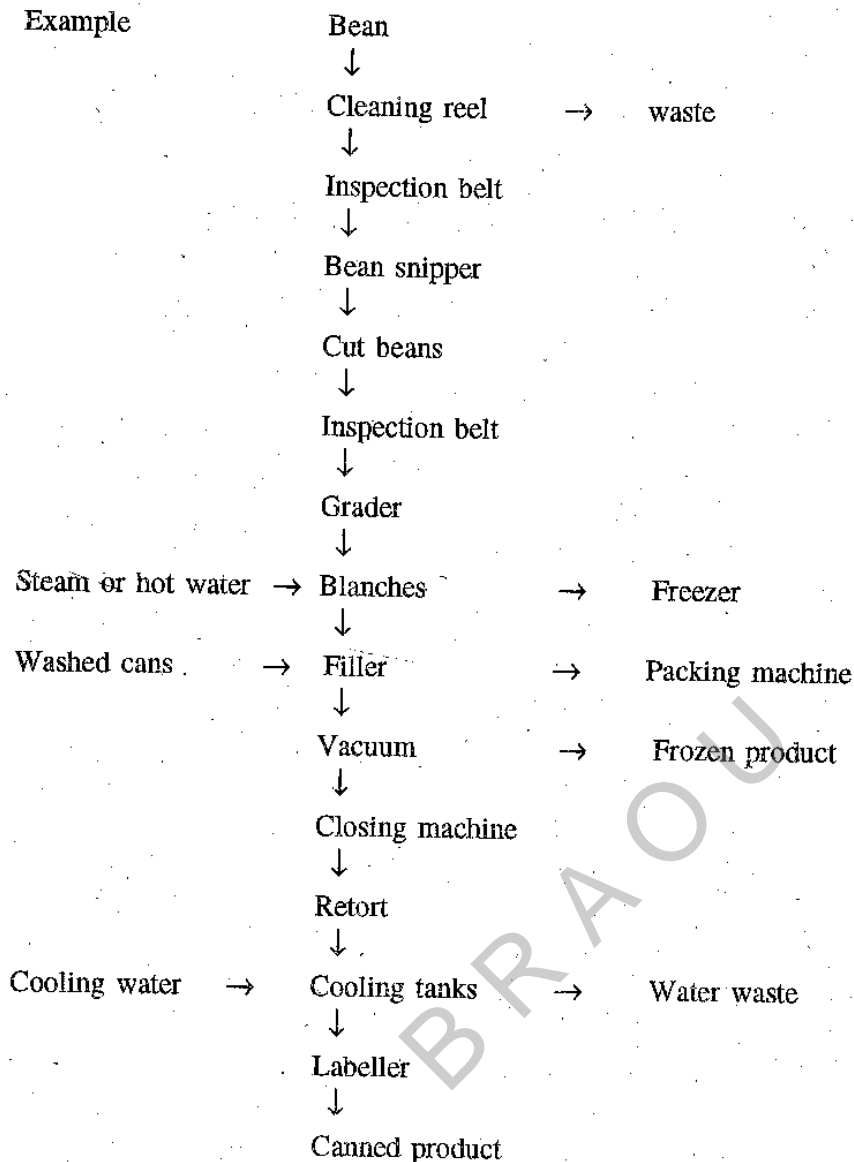 Example Bean
↓
Cleaning reel → waste
↓
Inspection belt
↓
Bean snipper
↓
Cut beans
↓
Inspection belt
↓
Grader
↓
Steam or hot water → Blanches → Freezer
↓
Washed cans → Filler → Packing machine
↓
Vacuum → Frozen product
↓
Closing machine
↓
Retort
↓
Cooling water → Cooling tanks → Water waste
↓
Labeller
↓
Canned product
BRAOU